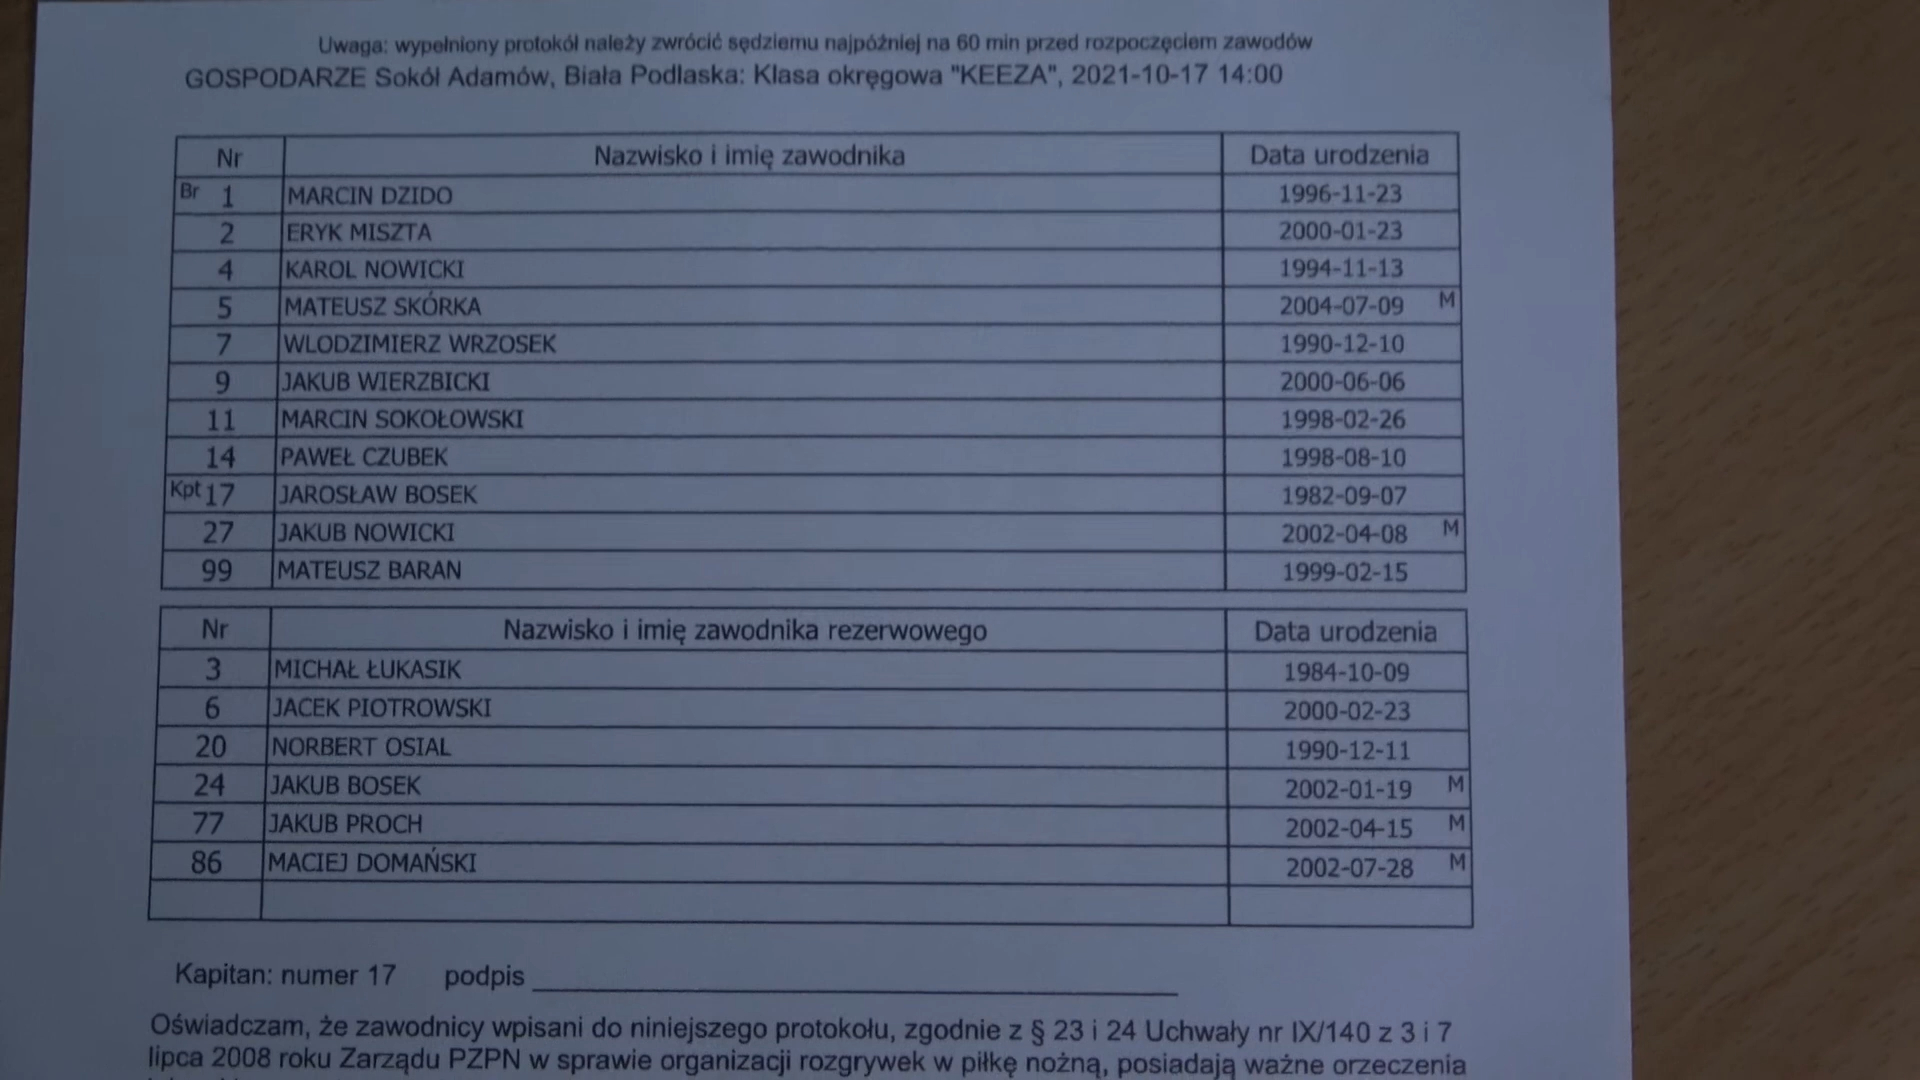 Uwaga: wypełniony protokół należy zwrócić sędziemu najpóźniej na 60 min przed rozpoczęciem zawodów
GOSPODARZE Sokół Adamów, Biała Podlaska: Klasa okręgowa "KEEZA", 2021-10-17 14:00
Nr Nazwisko i imię zawodnika Data urodzenia
Br 1 MARCIN DZIDO 1996-11-23
2 ERYK MISZTA 2000-01-23
4 KAROL NOWICKI 1994-11-13
5 MATEUSZ SKÓRKA 2004-07-09 M
7 WLODZIMIERZ WRZOSEK 1990-12-10
9 JAKUB WIERZBICKI 2000-06-06
11 MARCIN SOKOŁOWSKI 1998-02-26
14 PAWEŁ CZUBEK 1998-08-10
Kpt 17 JAROSŁAW BOSEK 1982-09-07
27 JAKUB NOWICKI 2002-04-08 M
99 MATEUSZ BARAN 1999-02-15
Nr Nazwisko i imię zawodnika rezerwowego Data urodzenia
3 MICHAŁ ŁUKASIK 1984-10-09
6 JACEK PIOTROWSKI 2000-02-23
20 NORBERT OSIAL 1990-12-11
24 JAKUB BOSEK 2002-01-19 M
77 JAKUB PROCH 2002-04-15 M
86 MACIEJ DOMAŃSKI 2002-07-28 M
Kapitan: numer 17 podpis
Oświadczam, że zawodnicy wpisani do niniejszego protokołu, zgodnie z § 23 i 24 Uchwały nr IX/140 z 3 i 7
lipca 2008 roku Zarządu PZPN w sprawie organizacji rozgrywek w piłkę nożną, posiadają ważne orzeczenia